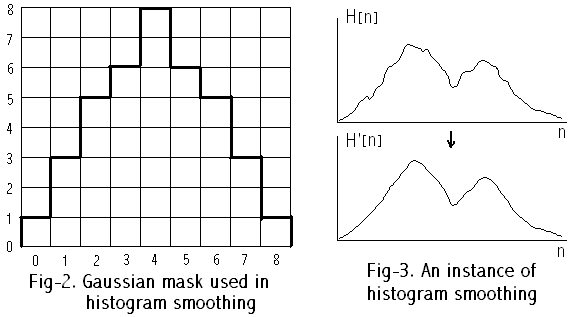 8
7
6
5
4
3
2
1
0
0 1 2 3 4 5 6 7 8
Fig-2. Gaussian mask used in
histogram smoothing
H[n]
n
H'[n]
n
Fig-3. An instance of
histogram smoothing